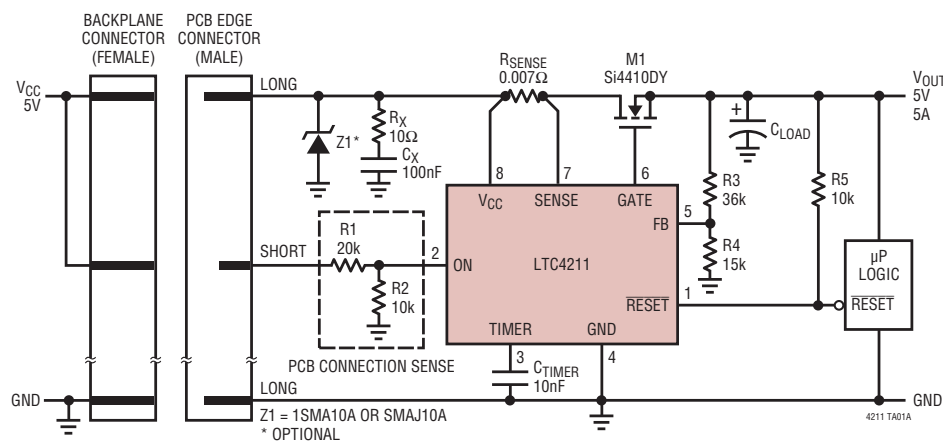 BACKPLANE
CONNECTOR
(FEMALE)
PCB EDGE
CONNECTOR
(MALE)
VCC
5V
LONG
Z1*
RX
10Ω
CX
100nF
RSENSE
0.007Ω
M1
Si4410DY
VOUT
5V
5A
+
CLOAD
8
7
6
VCC
SENSE
GATE
R3
36k
R5
10k
5
FB
SHORT
R1
20k
2
ON
LTC4211
R4
15k
µP
LOGIC
R2
10k
1
RESET
RESET
TIMER
GND
PCB CONNECTION SENSE
3
4
CTIMER
10nF
GND
LONG
GND
Z1 = 1SMA10A OR SMAJ10A
* OPTIONAL
4211 TA01A